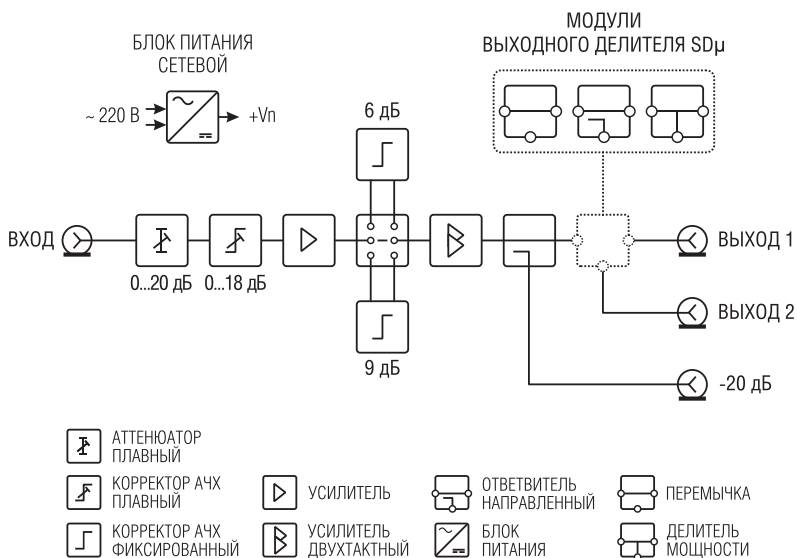 МОДУЛИ
ВЫХОДНОГО ДЕЛИТЕЛЯ SDμ
БЛОК ПИТАНИЯ
СЕТЕВОЙ
~ 220 В
+Vn
6 дБ
ВХОД
0...20 дБ
0...18 дБ
9 дБ
ВЫХОД 1
ВЫХОД 2
-20 дБ
АТТЕНЮАТОР
ПЛАВНЫЙ
КОРРЕКТОР АЧХ
ПЛАВНЫЙ
УСИЛИТЕЛЬ
ОТВЕТВИТЕЛЬ
НАПРАВЛЕННЫЙ
ПЕРЕМЫЧКА
КОРРЕКТОР АЧХ
ФИКСИРОВАННЫЙ
УСИЛИТЕЛЬ
ДВУХТАКТНЫЙ
БЛОК
ПИТАНИЯ
ДЕЛИТЕЛЬ
МОЩНОСТИ